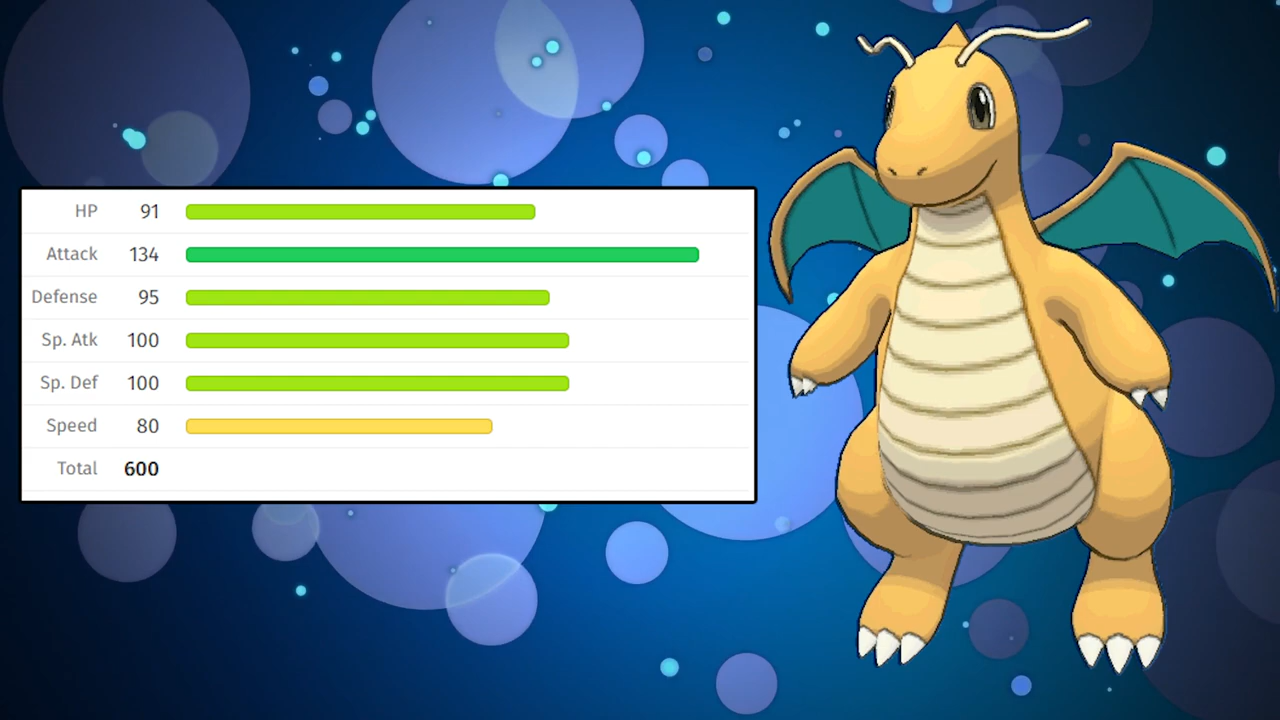 HP 91
Attack 134
Defense 95
Sp. Atk 100
Sp. Def 100
Speed 80
Total 600